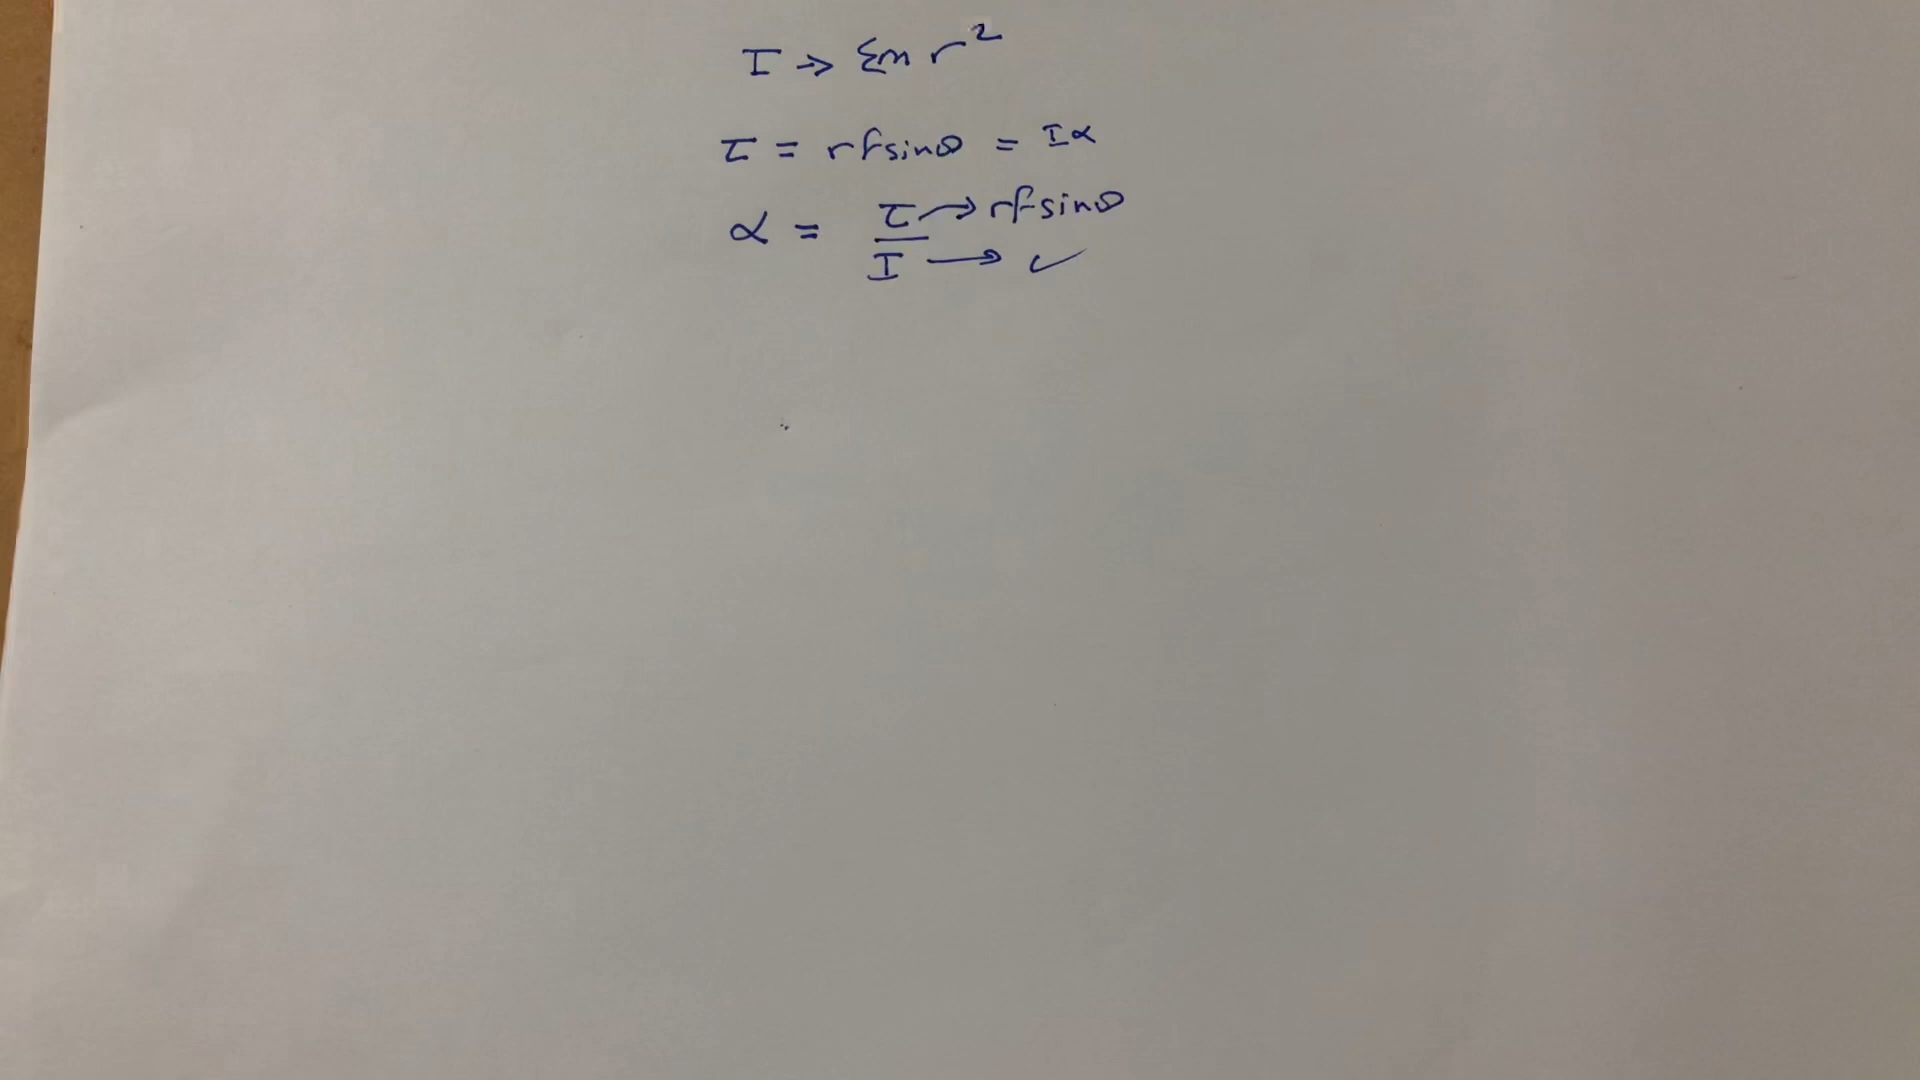 I → Σm r²
τ = rFsinθ = Iα
α = τ → rFsinθ
I → ✓